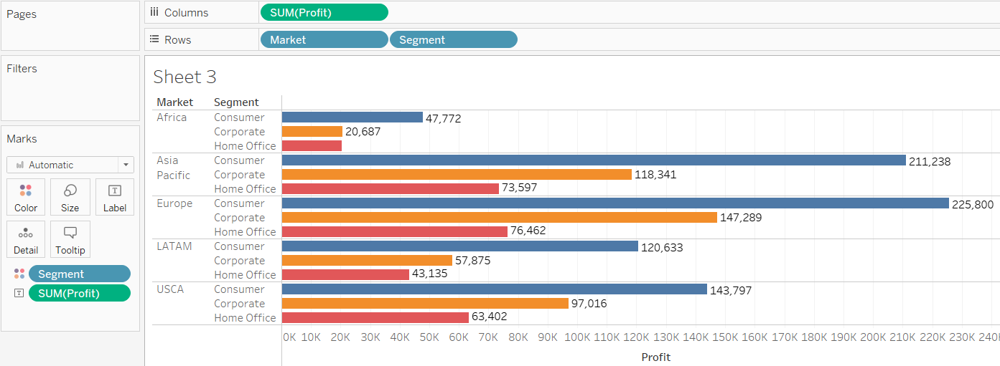 Pages
Columns SUM(Profit)
Rows Market Segment
Filters
Marks
Automatic
Color Size Label
Detail Tooltip
Segment
SUM(Profit)
Sheet 3
Market Segment
Africa Consumer 47,772
Corporate 20,687
Home Office
Asia Consumer 211,238
Pacific Corporate 118,341
Home Office 73,597
Europe Consumer 225,800
Corporate 147,289
Home Office 76,462
LATAM Consumer 120,633
Corporate 57,875
Home Office 43,135
USCA Consumer 143,797
Corporate 97,016
Home Office 63,402
0K 10K 20K 30K 40K 50K 60K 70K 80K 90K 100K 110K 120K 130K 140K 150K 160K 170K 180K 190K 200K 210K 220K 230K 240K
Profit